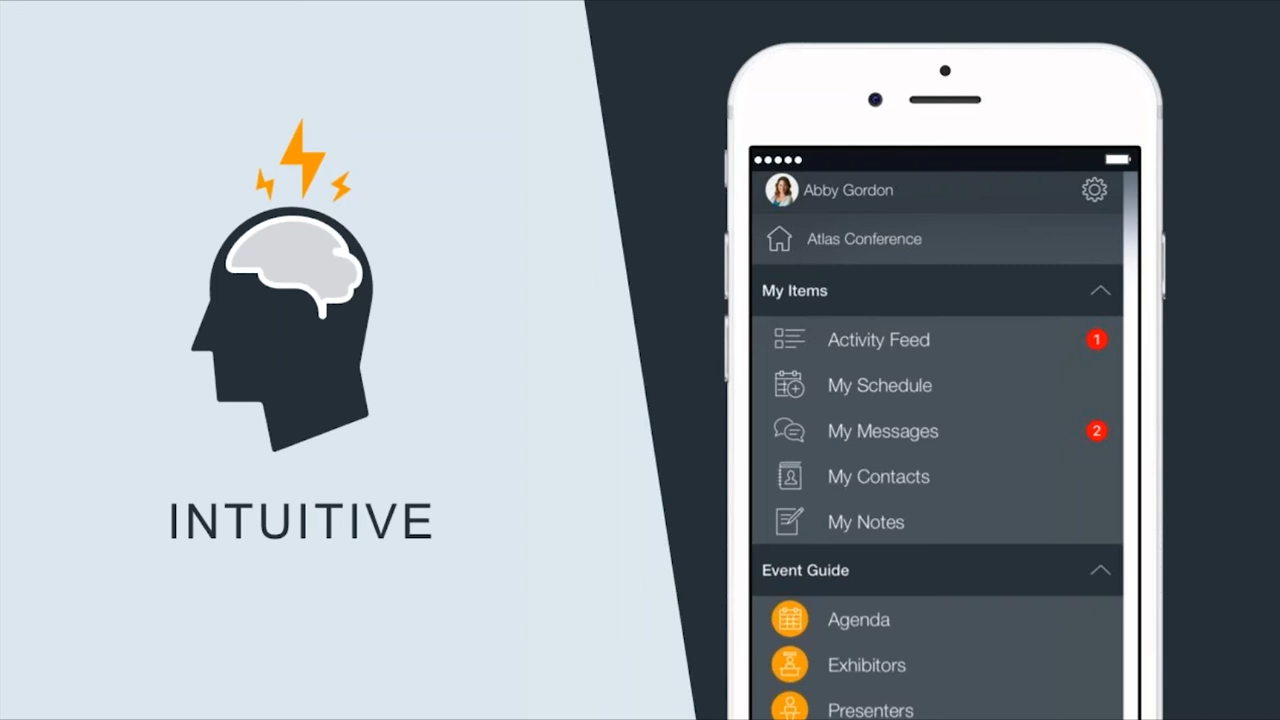 INTUITIVE
Abby Gordon
Atlas Conference
My Items
Activity Feed 1
My Schedule
My Messages 2
My Contacts
My Notes
Event Guide
Agenda
Exhibitors
Presenters